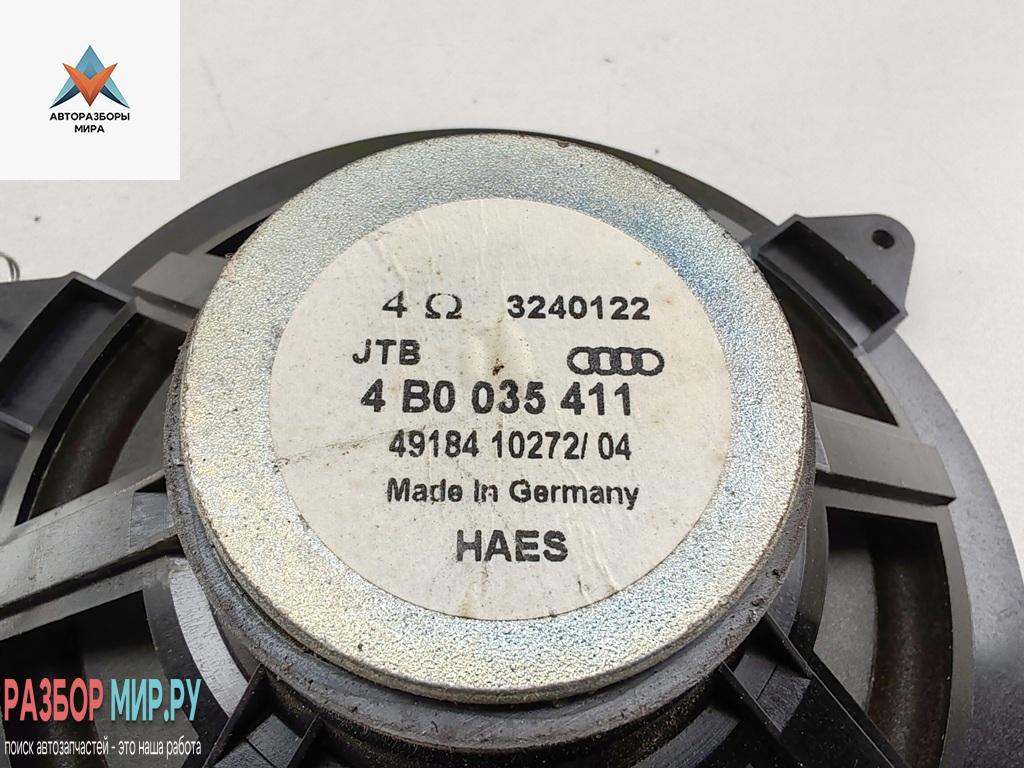 АВТОРАЗБОРЫ
МИРА
4 Ω 3240122
JTB
4 B0 035 411
49184 10272/ 04
Made In Germany
HAES
РАЗБОР МИР.РУ
поиск автозапчастей - это наша работа